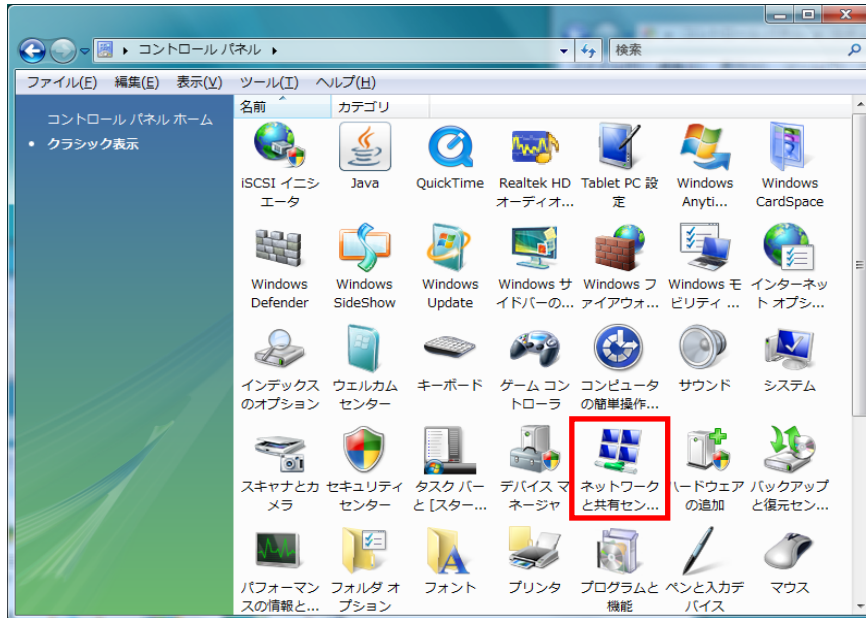 コントロール パネル
検索
ファイル(F) 編集(E) 表示(V) ツール(T) ヘルプ(H)
コントロール パネル ホーム
クラシック表示
名前 カテゴリ
iSCSI イニシ
エータ
Java
QuickTime
Realtek HD
オーディオ...
Tablet PC 設
定
Windows
Anyti...
Windows
CardSpace
Windows
Defender
Windows
SideShow
Windows
Update
Windows サ
イドバーの...
Windows フ
ァイアウォ...
Windows モ
ビリティ ...
インターネッ
ト オプシ...
インデックス
のオプション
ウェルカム
センター
キーボード
ゲーム コン
トローラ
コンピュータ
の簡単操作...
サウンド
システム
スキャナとカ
メラ
セキュリティ
センター
タスク バー
と [スター...
デバイス マ
ネージャ
ネットワーク
と共有セン...
ハードウェア
の追加
バックアップ
と復元セン...
パフォーマン
スの情報と...
フォルダ オ
プション
フォント
プリンタ
プログラムと
機能
ペンと入力デ
バイス
マウス